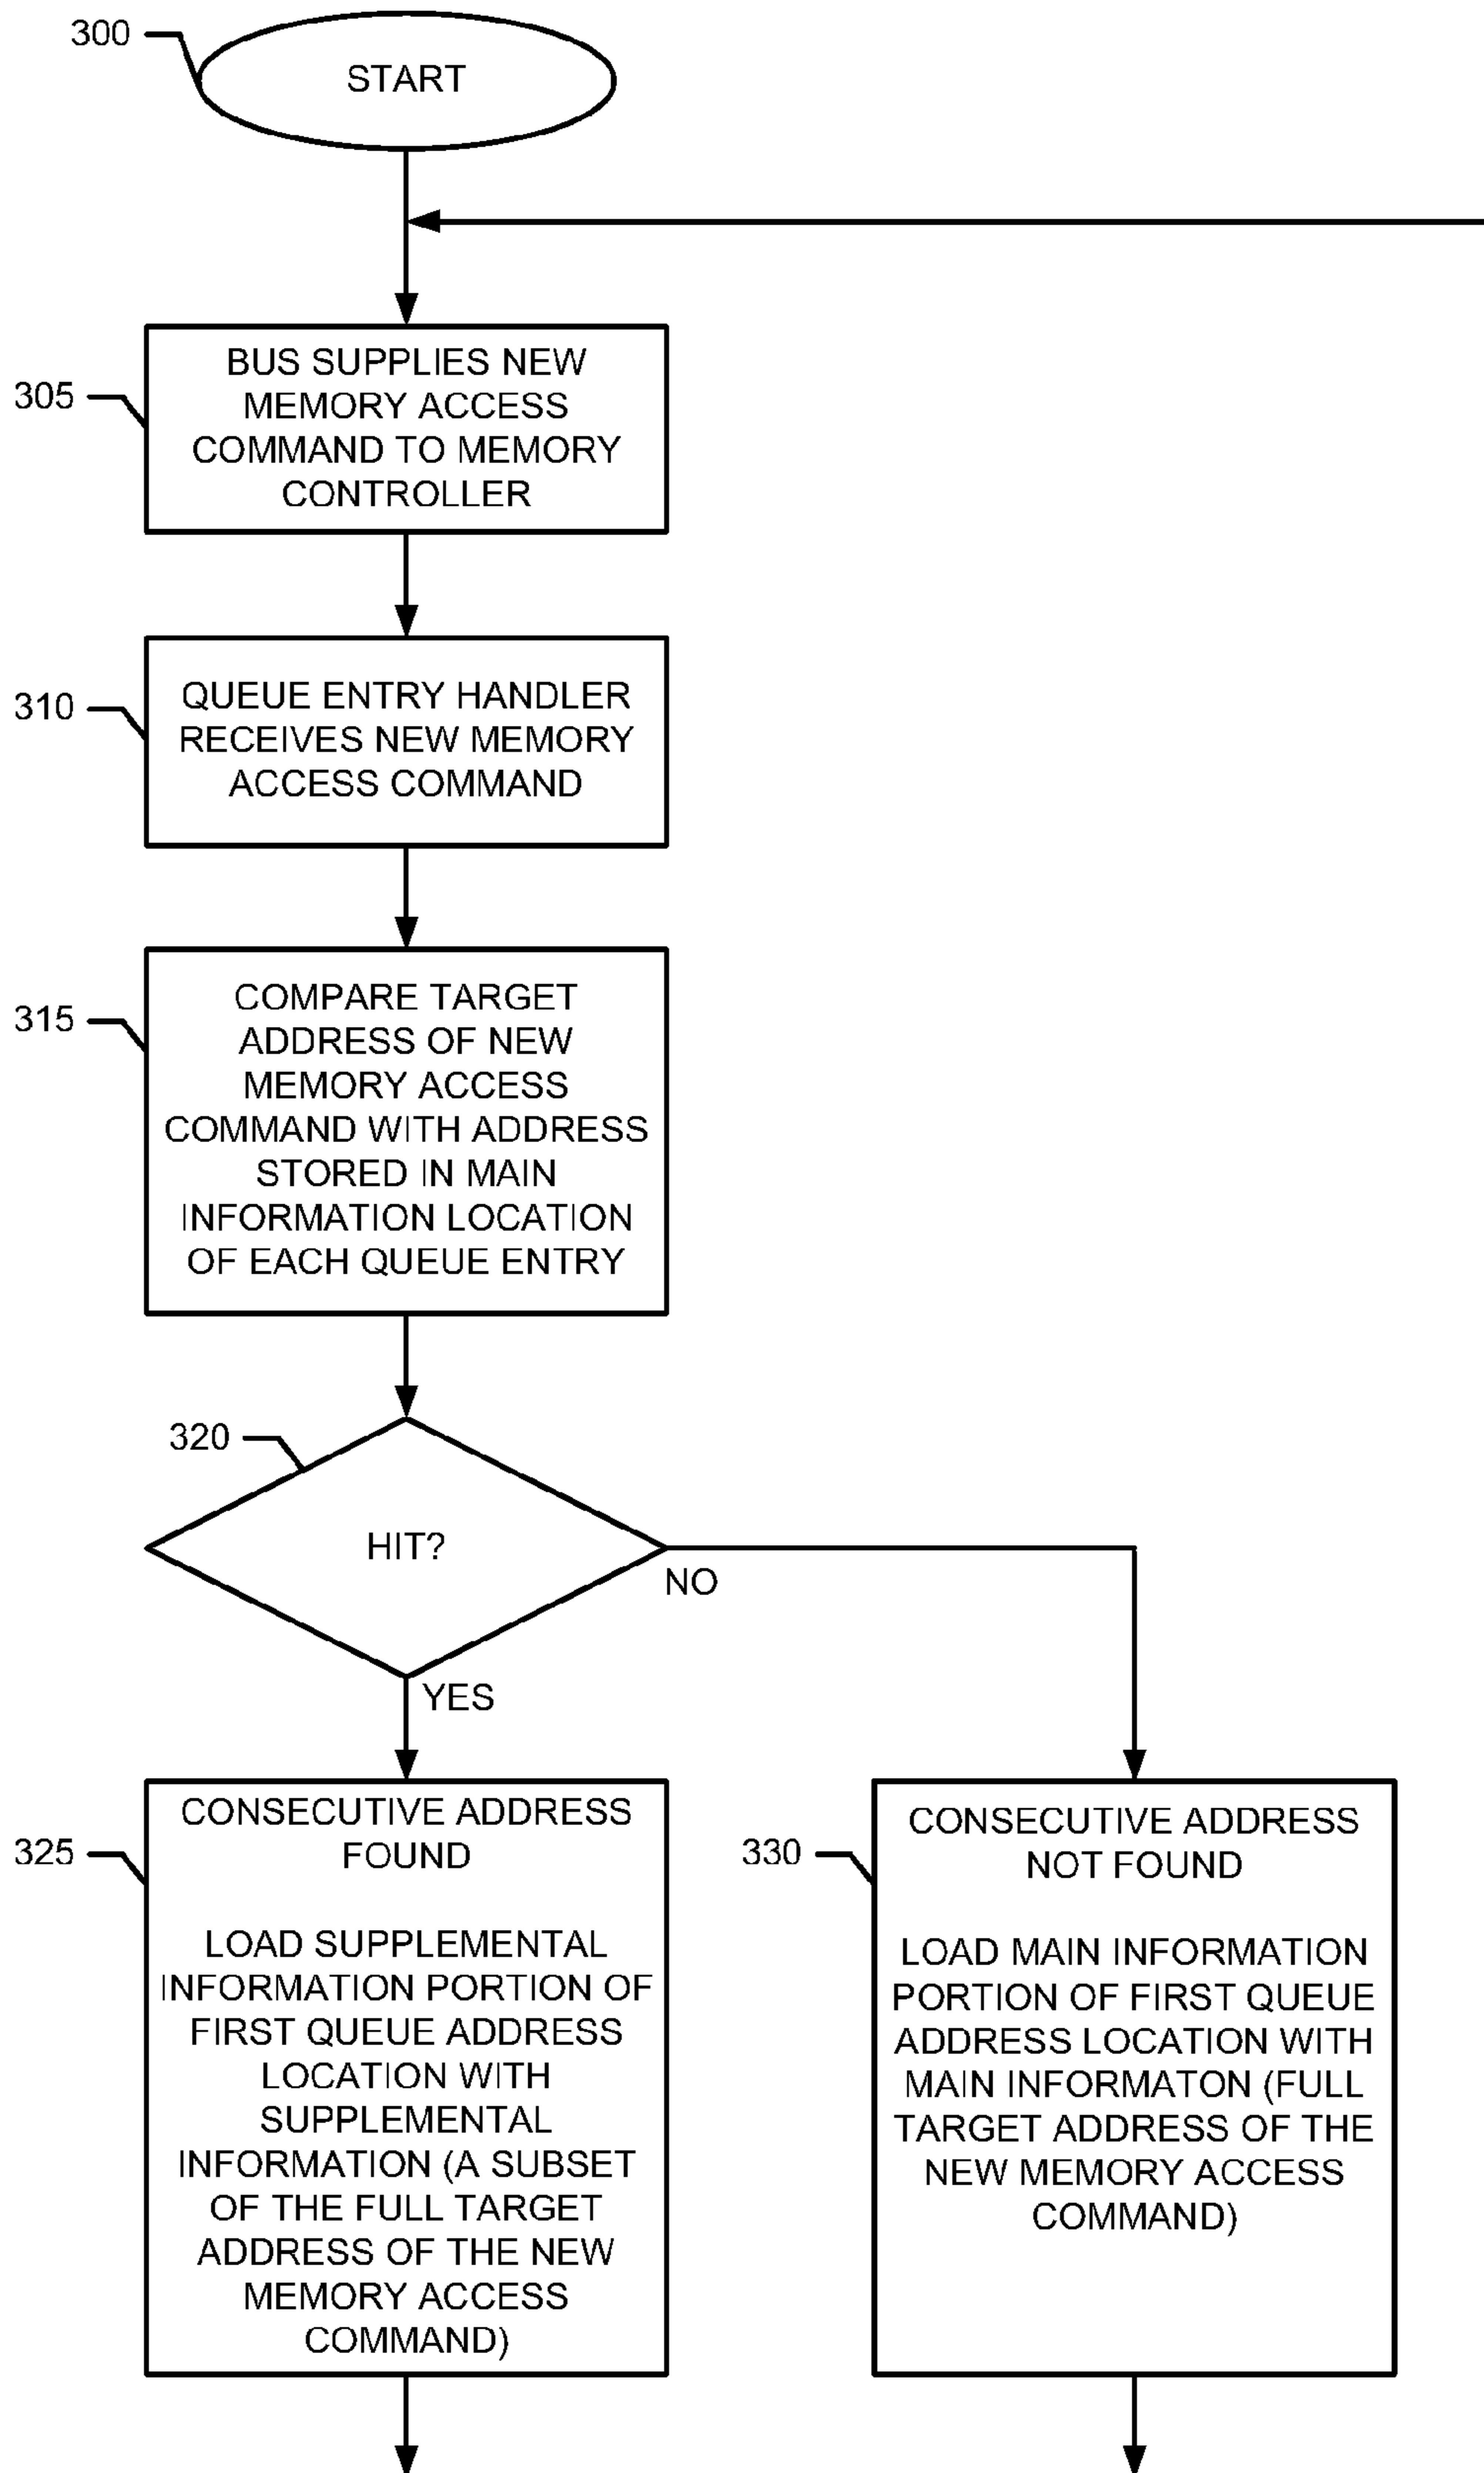 300
START
305
BUS SUPPLIES NEW
MEMORY ACCESS
COMMAND TO MEMORY
CONTROLLER
310
QUEUE ENTRY HANDLER
RECEIVES NEW MEMORY
ACCESS COMMAND
315
COMPARE TARGET
ADDRESS OF NEW
MEMORY ACCESS
COMMAND WITH ADDRESS
STORED IN MAIN
INFORMATION LOCATION
OF EACH QUEUE ENTRY
320
HIT?
NO
YES
325
CONSECUTIVE ADDRESS
FOUND
LOAD SUPPLEMENTAL
INFORMATION PORTION OF
FIRST QUEUE ADDRESS
LOCATION WITH
SUPPLEMENTAL
INFORMATION (A SUBSET
OF THE FULL TARGET
ADDRESS OF THE NEW
MEMORY ACCESS
COMMAND)
330
CONSECUTIVE ADDRESS
NOT FOUND
LOAD MAIN INFORMATION
PORTION OF FIRST QUEUE
ADDRESS LOCATION WITH
MAIN INFORMATON (FULL
TARGET ADDRESS OF THE
NEW MEMORY ACCESS
COMMAND)